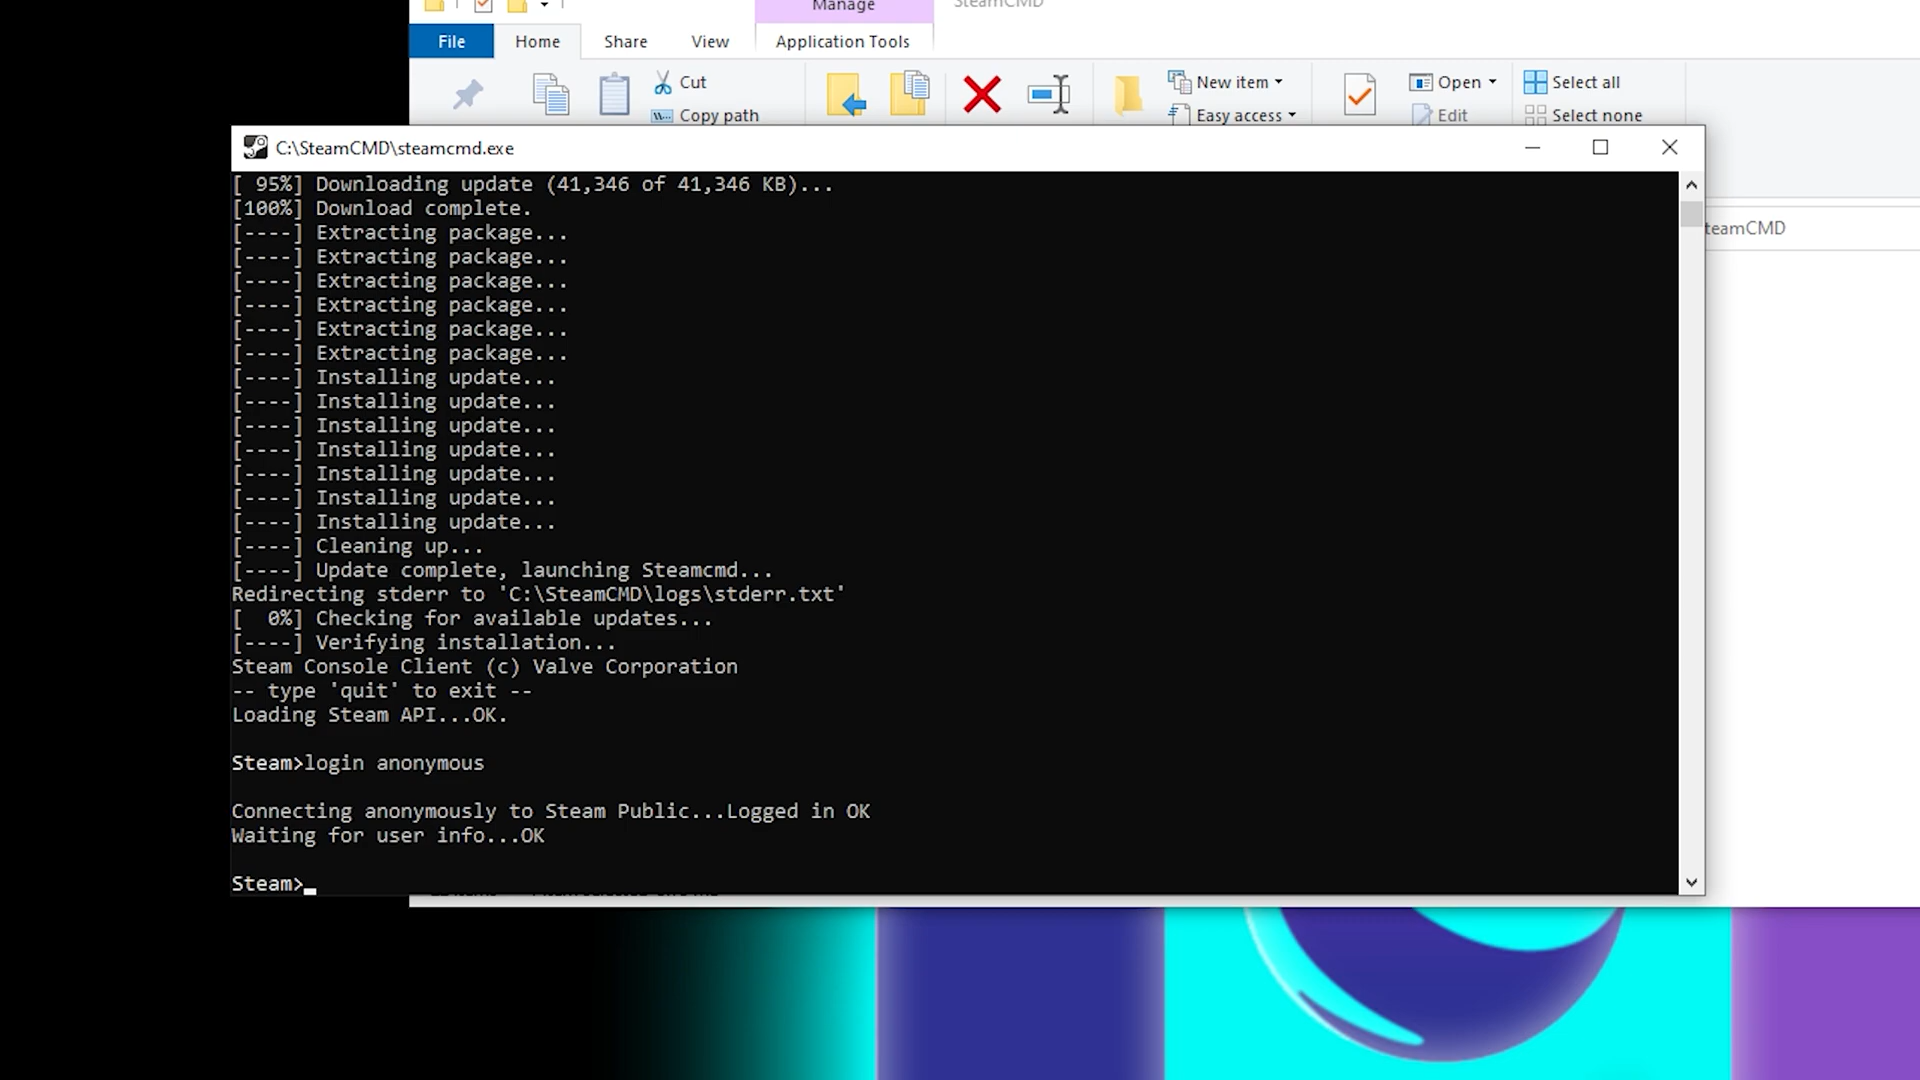 Manage
SteamCMD
File Home Share View Application Tools
Cut
Copy path
New item
Easy access
Open
Edit
Select all
Select none
C:\SteamCMD\steamcmd.exe
teamCMD
[ 95%] Downloading update (41,346 of 41,346 KB)...
[100%] Download complete.
[----] Extracting package...
[----] Extracting package...
[----] Extracting package...
[----] Extracting package...
[----] Extracting package...
[----] Extracting package...
[----] Installing update...
[----] Installing update...
[----] Installing update...
[----] Installing update...
[----] Installing update...
[----] Installing update...
[----] Installing update...
[----] Cleaning up...
[----] Update complete, launching Steamcmd...
Redirecting stderr to 'C:\SteamCMD\logs\stderr.txt'
[  0%] Checking for available updates...
[----] Verifying installation...
Steam Console Client (c) Valve Corporation
-- type 'quit' to exit --
Loading Steam API...OK.
Steam>login anonymous
Connecting anonymously to Steam Public...Logged in OK
Waiting for user info...OK
Steam>_